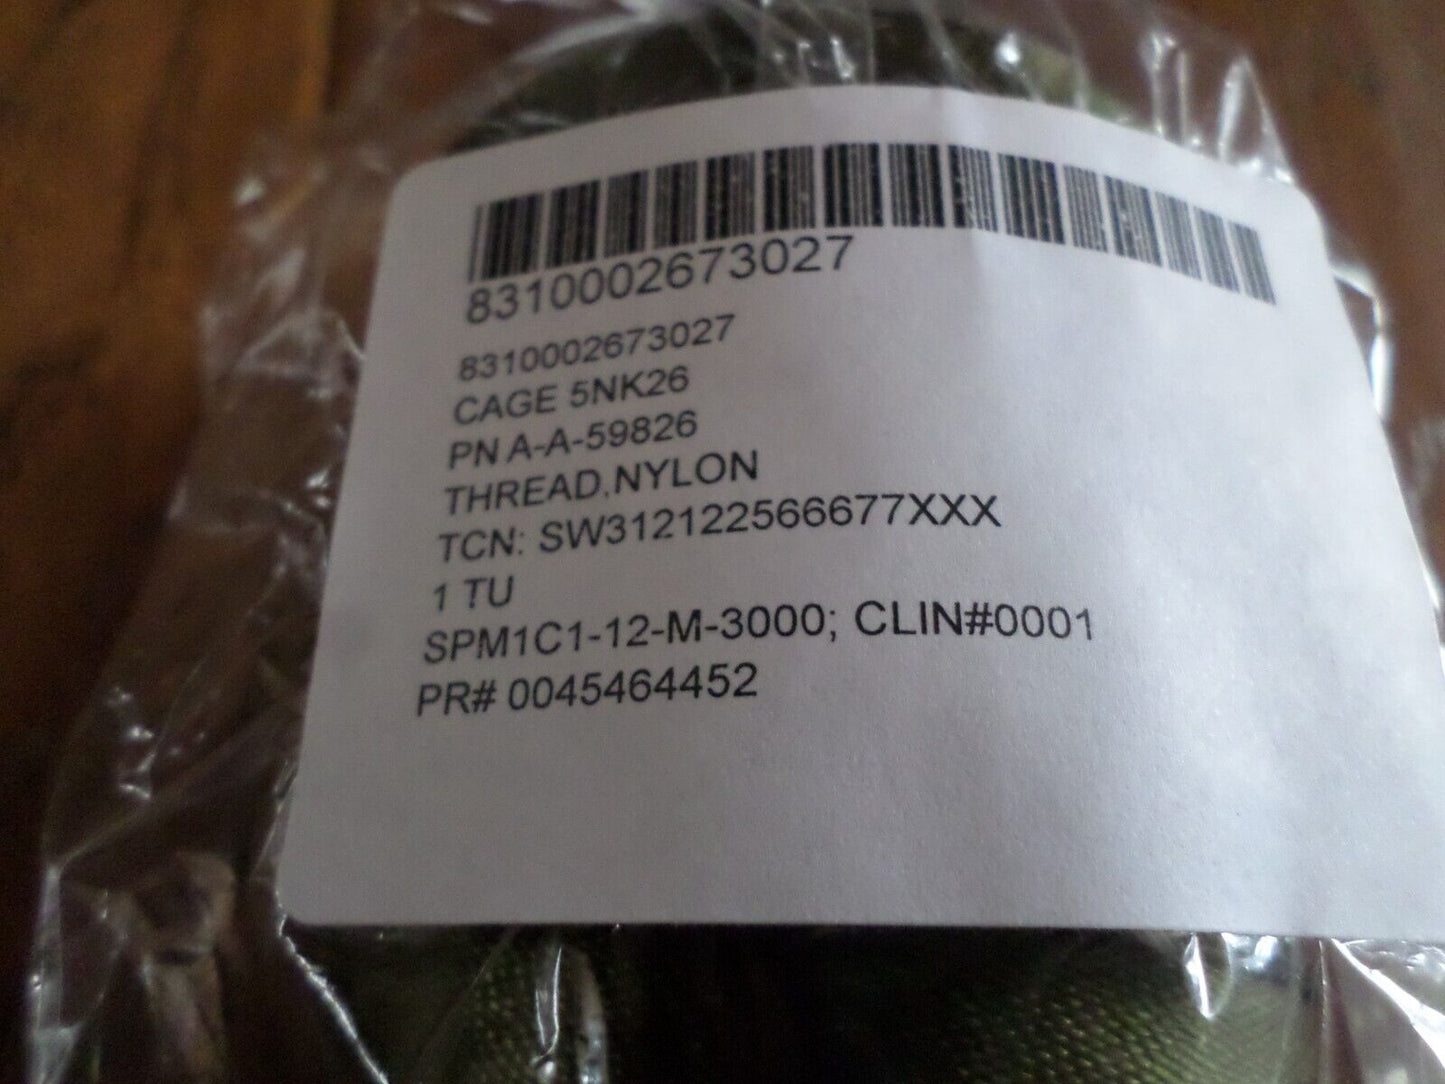 8310002673027
8310002673027
CAGE 5NK26
PN A-A-59826
THREAD,NYLON
TCN: SW312122566677XXX
1 TU
SPM1C1-12-M-3000; CLIN#0001
PR# 0045464452